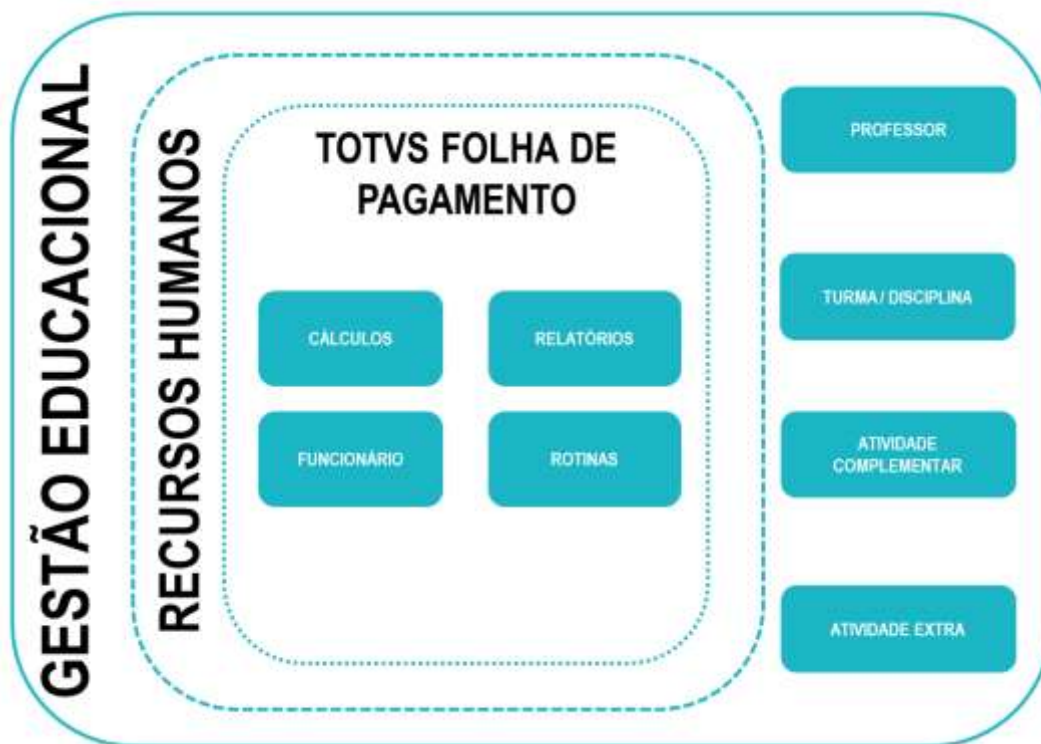 GESTÃO EDUCACIONAL
RECURSOS HUMANOS
TOTVS FOLHA DE
PAGAMENTO
CÁLCULOS
RELATÓRIOS
FUNCIONÁRIO
ROTINAS
PROFESSOR
TURMA / DISCIPLINA
ATIVIDADE
COMPLEMENTAR
ATIVIDADE EXTRA